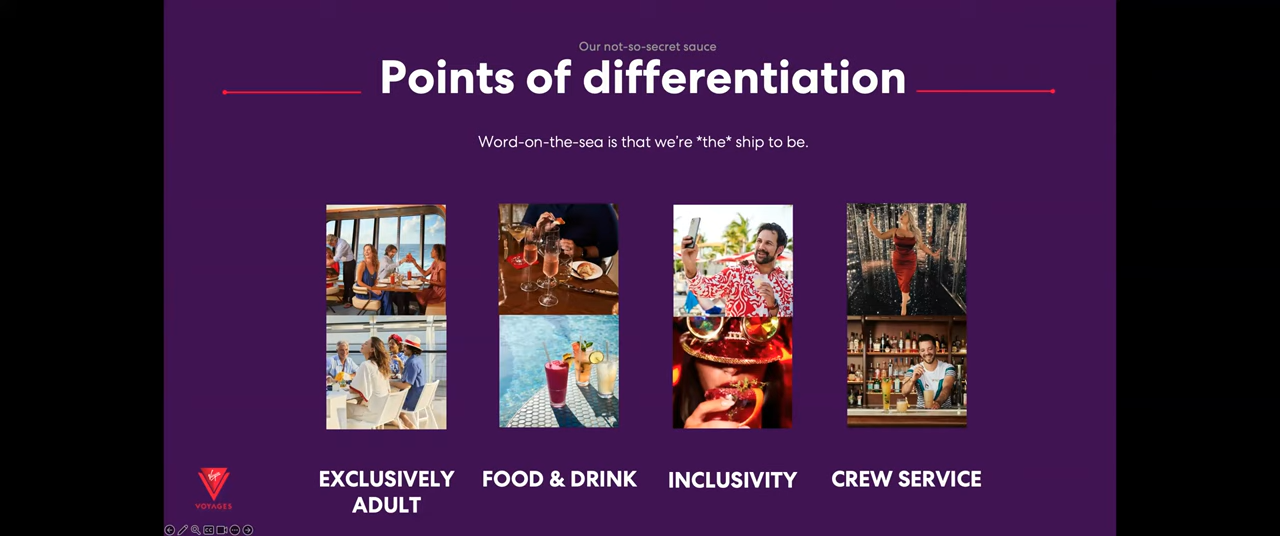 Our not-so-secret sauce
Points of differentiation
Word-on-the-sea is that we're *the* ship to be.
EXCLUSIVELY
ADULT
FOOD & DRINK
INCLUSIVITY
CREW SERVICE
Virgin
VOYAGES